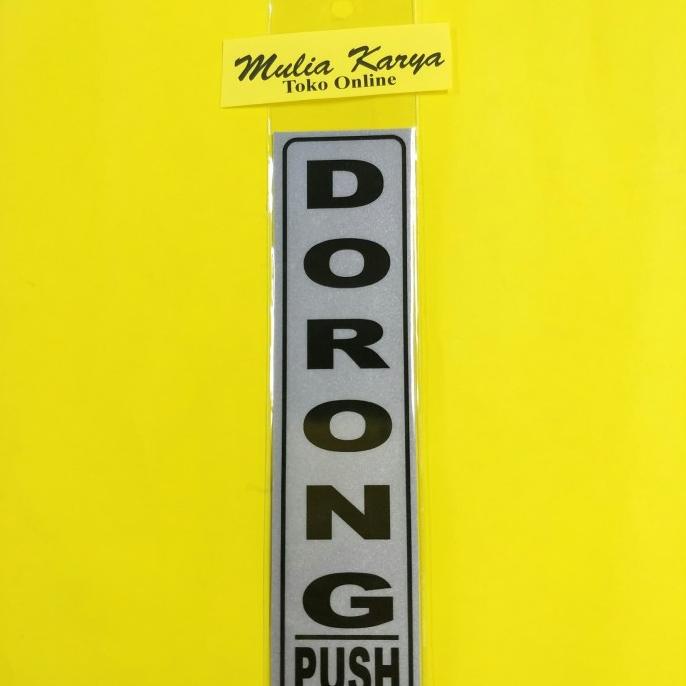 Mulia Karya
Toko Online
DORONG
PUSH